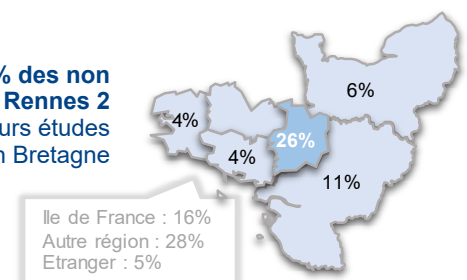 % des non
Rennes 2
urs études
n Bretagne
6%
4%
26%
4%
11%
Ile de France : 16%
Autre région : 28%
Etranger : 5%